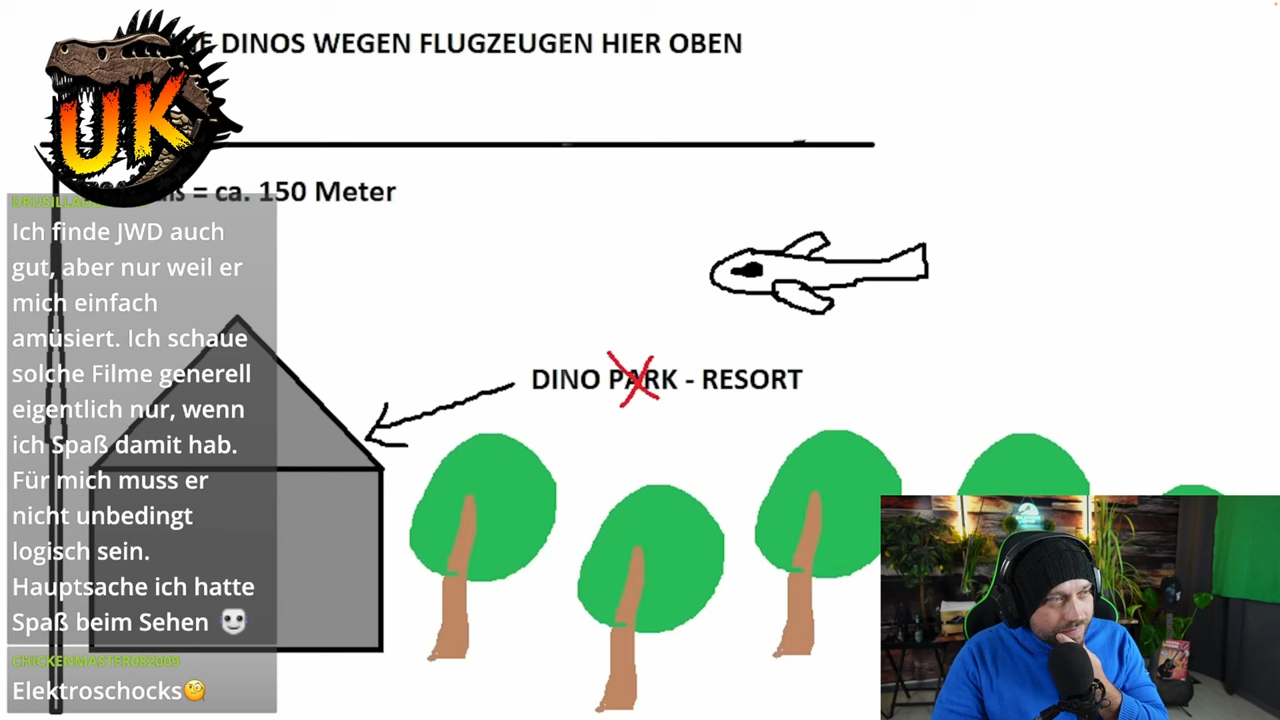 DINOS WEGEN FLUGZEUGEN HIER OBEN
UK
= ca. 150 Meter
Ich finde JWD auch
gut, aber nur weil er
mich einfach
amüsiert. Ich schaue
solche Filme generell
eigentlich nur, wenn
ich Spaß damit hab.
Für mich muss er
nicht unbedingt
logisch sein.
Hauptsache ich hatte
Spaß beim Sehen
DINO PARK - RESORT
CHICKENMASTER082009
Elektroschocks